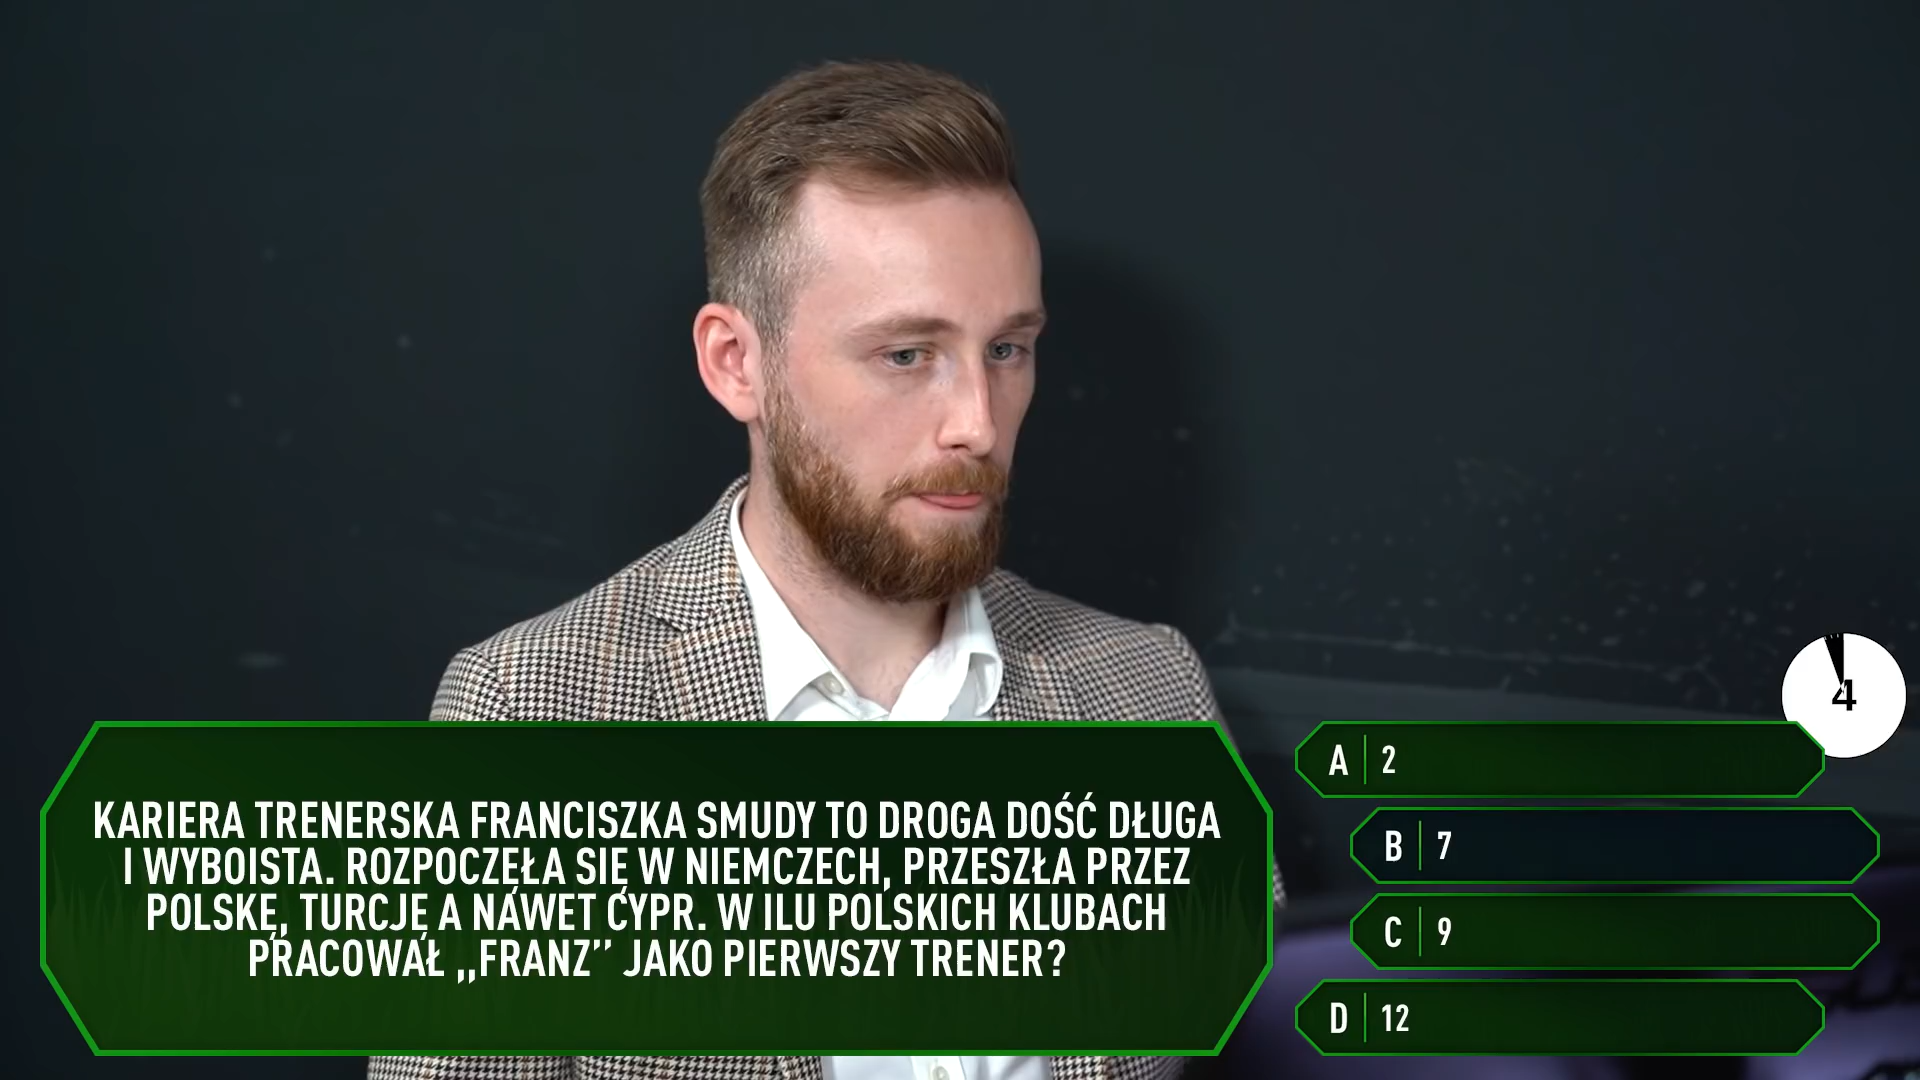 KARIERA TRENERSKA FRANCISZKA SMUDY TO DROGA DOŚĆ DŁUGA
I WYBOISTA. ROZPOCZĘŁA SIĘ W NIEMCZECH, PRZESZŁA PRZEZ
POLSKĘ, TURCJĘ A NAWET CYPR. W ILU POLSKICH KLUBACH
PRACOWAŁ ,,FRANZ’’ JAKO PIERWSZY TRENER?
4
A 2
B 7
C 9
D 12